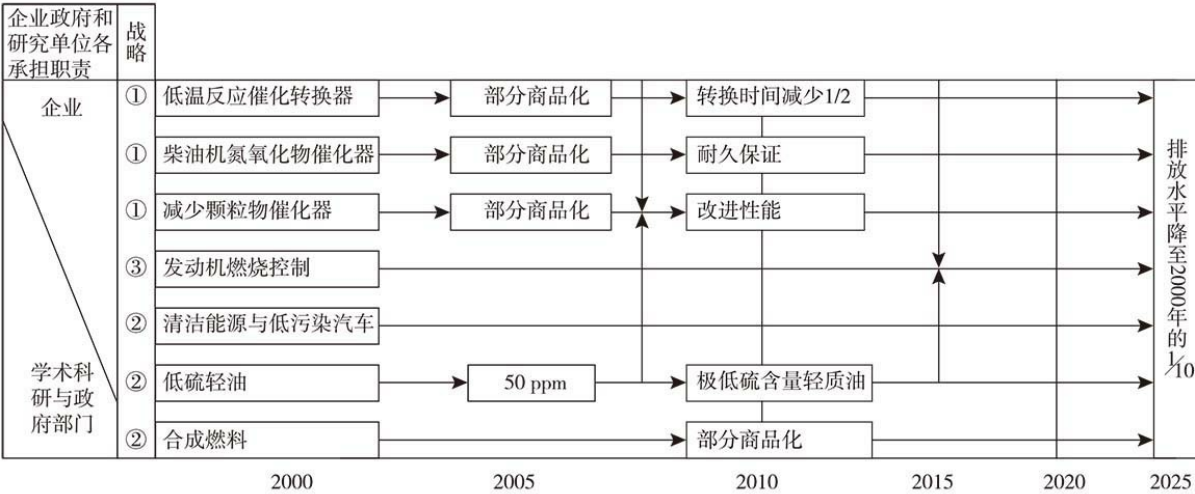 企业政府和
研究单位各
承担职责
战
略
企业
① 低温反应催化转换器 部分商品化 转换时间减少1/2
① 柴油机氮氧化物催化器 部分商品化 耐久保证
① 减少颗粒物催化器 部分商品化 改进性能
③ 发动机燃烧控制
② 清洁能源与低污染汽车
学术科
研与政
府部门
② 低硫轻油 50 ppm 极低硫含量轻质油
② 合成燃料 部分商品化
排放水平降至2000年的1/10
2000 2005 2010 2015 2020 2025